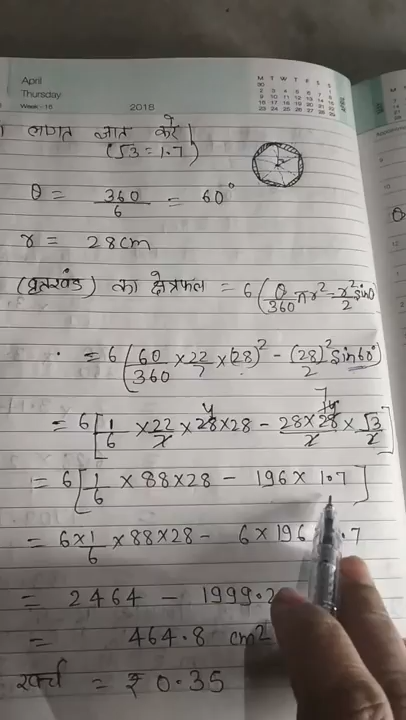 April
Thursday
Week - 16
2018
M T W T F S S
लागत ज्ञात करें
(√3 = 1.7)
θ = 360/6 = 60°
r = 28cm
(वृतखंड) का क्षेत्रफल = 6(θ/360 πr² - r²/2 sinθ
= 6(60/360 × 22/7 × (28)² - (28)²/2 sin60°)
= 6[1/6 × 22/7 × 28 × 28 - 28×28/2 × √3/2]
= 6[1/6 × 88×28 - 196 × 1.7]
= 6×1/6 × 88×28 - 6×196 .7
= 2464 - 1999.2
= 464.8 cm2
खर्च = ₹ 0.35